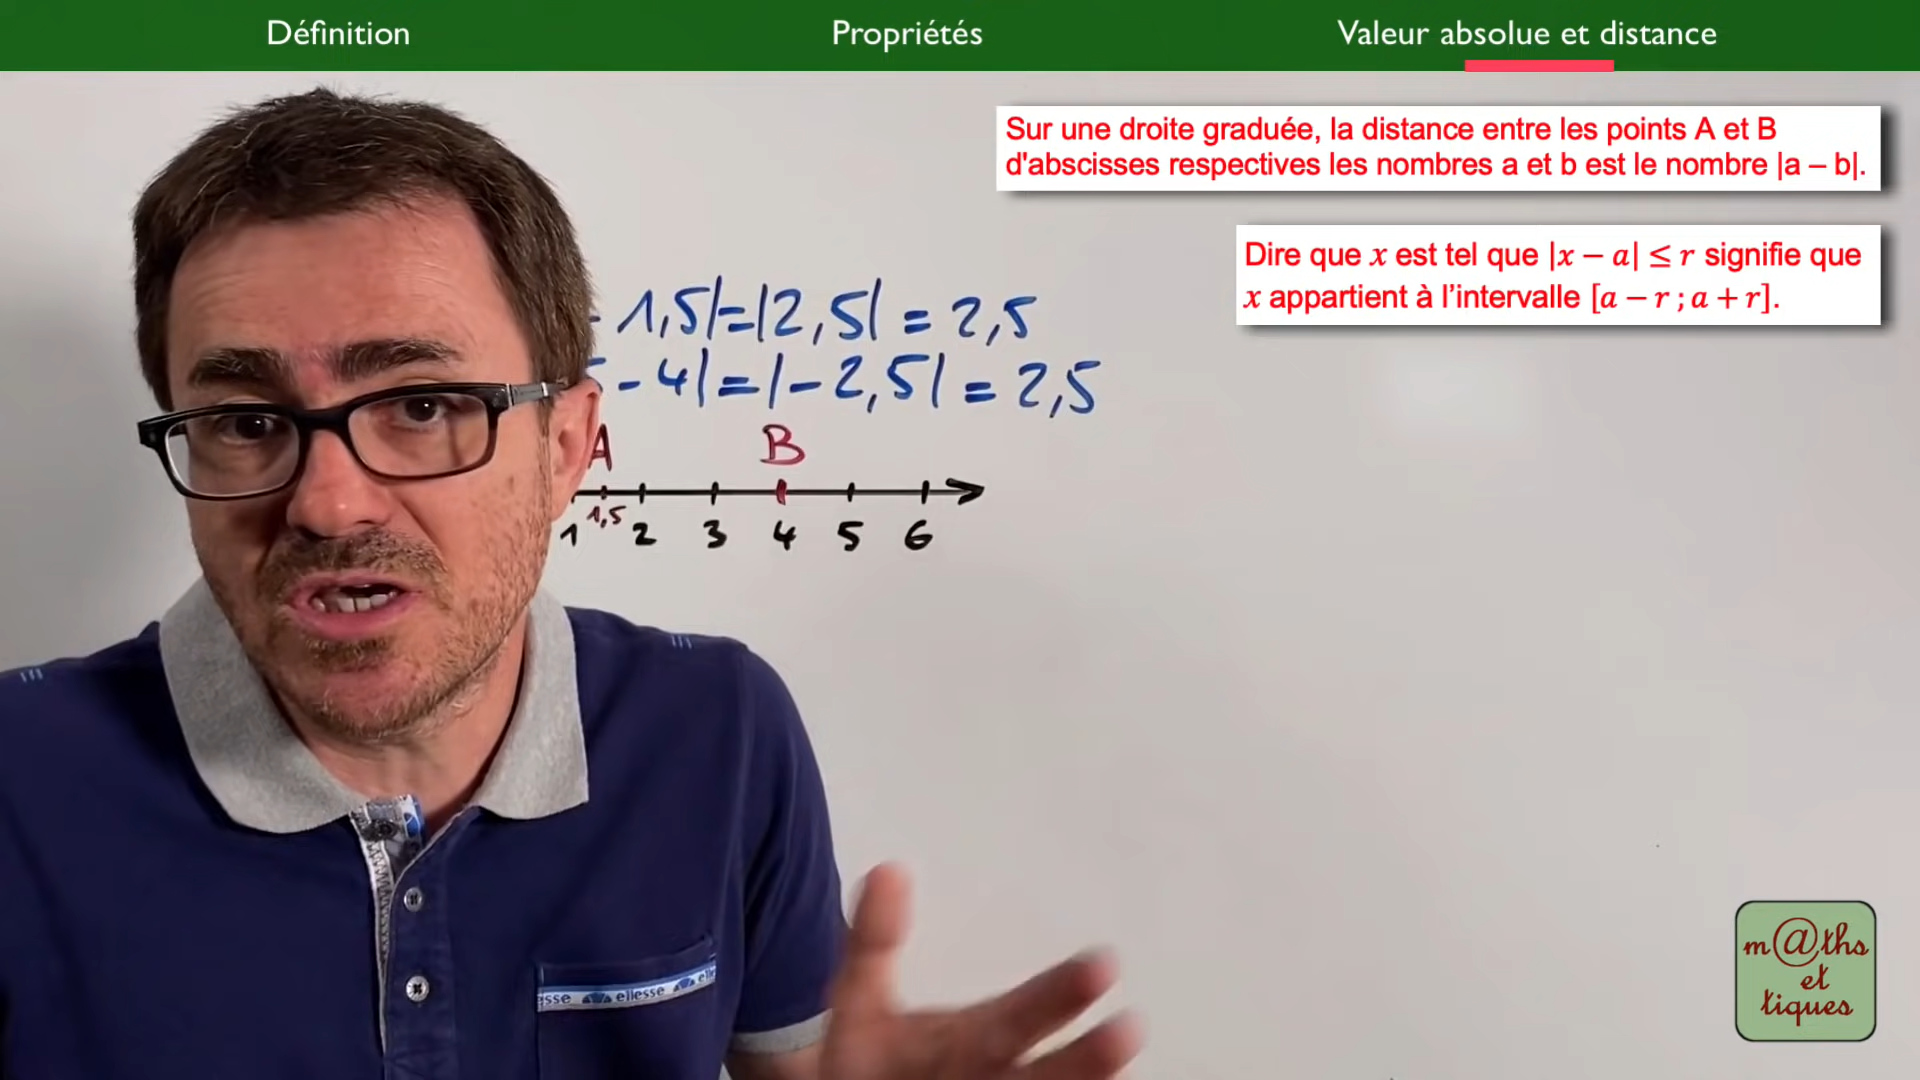 Définition
Propriétés
Valeur absolue et distance
Sur une droite graduée, la distance entre les points A et B
d'abscisses respectives les nombres a et b est le nombre |a – b|.
Dire que x est tel que |x − a| ≤ r signifie que
x appartient à l'intervalle [a − r ; a + r].
- 1,5|=|2,5| = 2,5
- 4|=|-2,5| = 2,5
A B
1 1,5 2 3 4 5 6
ellesse
m@ths
et
tiques